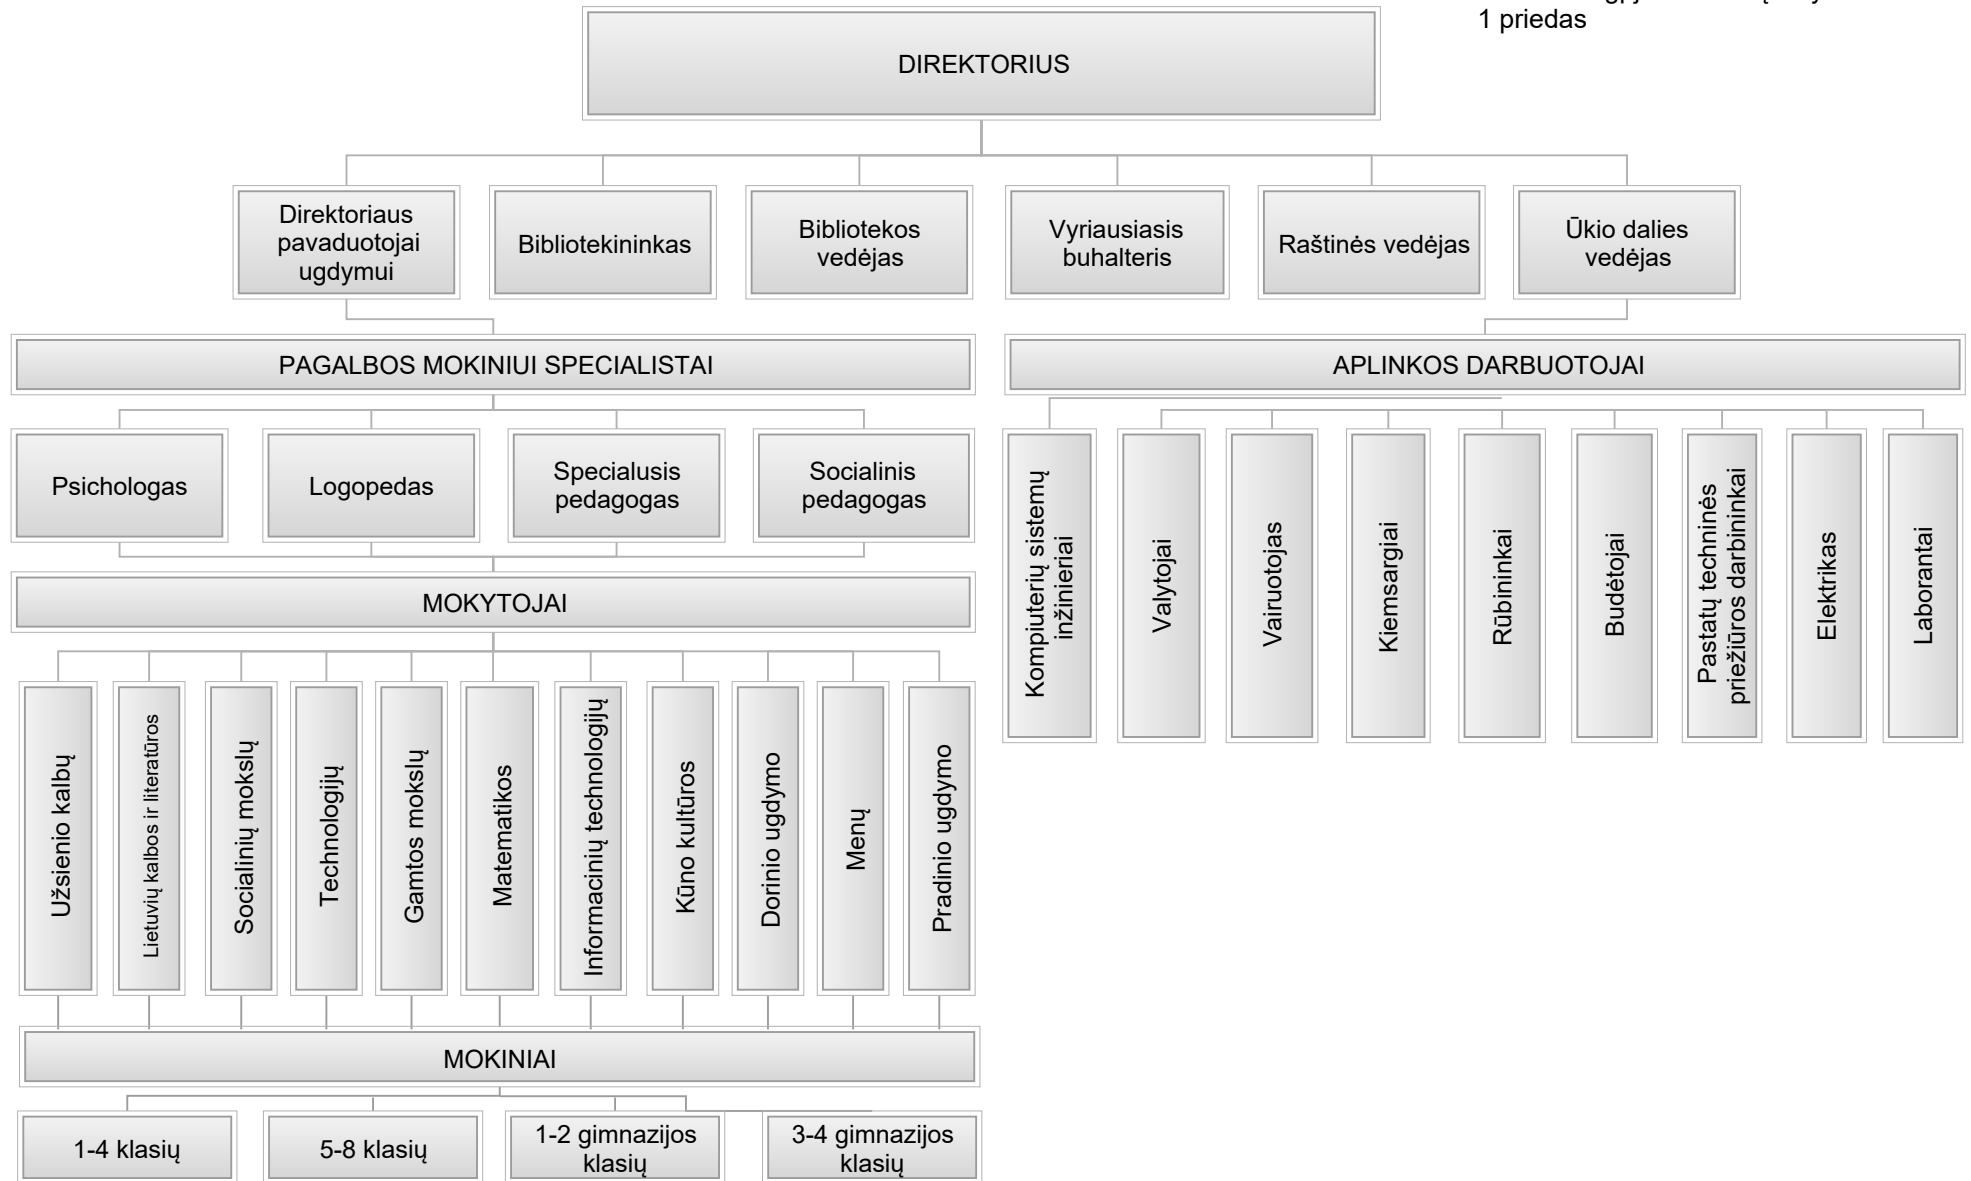 1 priedas
DIREKTORIUS
Direktoriaus
pavaduotojai
ugdymui
Bibliotekininkas
Bibliotekos
vedėjas
Vyriausiasis
buhalteris
Raštinės vedėjas
Ūkio dalies
vedėjas
PAGALBOS MOKINIUI SPECIALISTAI
APLINKOS DARBUOTOJAI
Psichologas
Logopedas
Specialusis
pedagogas
Socialinis
pedagogas
Kompiuterių sistemų
inžinieriai
Valytojai
Vairuotojas
Kiemsargiai
Rūbininkai
Budėtojai
Pastatų techninės
priežiūros darbininkai
Elektrikas
Laborantai
MOKYTOJAI
Užsienio kalbų
Lietuvių kalbos ir literatūros
Socialinių mokslų
Technologijų
Gamtos mokslų
Matematikos
Informacinių technologijų
Kūno kultūros
Dorinio ugdymo
Menų
Pradinio ugdymo
MOKINIAI
1-4 klasių
5-8 klasių
1-2 gimnazijos
klasių
3-4 gimnazijos
klasių